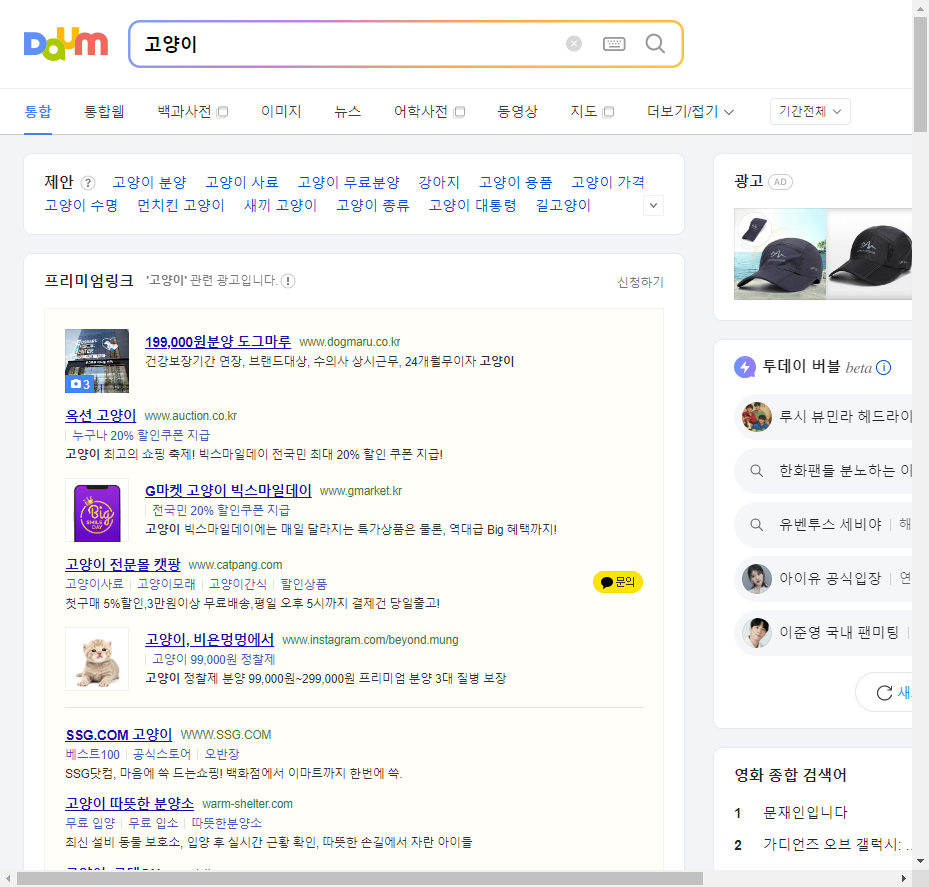 Daum
고양이
통합 통합웹 백과사전 이미지 뉴스 어학사전 동영상 지도 더보기/접기 기간전체
제안 ? 고양이 분양 고양이 사료 고양이 무료분양 강아지 고양이 용품 고양이 가격
고양이 수명 먼치킨 고양이 새끼 고양이 고양이 종류 고양이 대통령 길고양이
프리미엄링크 '고양이' 관련 광고입니다. ! 신청하기
199,000원분양 도그마루 www.dogmaru.co.kr
건강보장기간 연장, 브랜드대상, 수의사 상시근무, 24개월무이자 고양이
3
옥션 고양이 www.auction.co.kr
누구나 20% 할인쿠폰 지급
고양이 최고의 쇼핑 축제! 빅스마일데이 전국민 최대 20% 할인 쿠폰 지급!
G마켓 고양이 빅스마일데이 www.gmarket.kr
전국민 20% 할인쿠폰 지급
고양이 빅스마일데이에는 매일 달라지는 특가상품은 물론, 역대급 Big 혜택까지!
Big
SMILE
DAY
고양이 전문몰 캣팡 www.catpang.com
고양이사료 고양이모래 고양이간식 할인상품
첫구매 5%할인,3만원이상 무료배송,평일 오후 5시까지 결제건 당일출고!
문의
고양이, 비욘멍멍에서 www.instagram.com/beyond.mung
고양이 99,000원 정찰제
고양이 정찰제 분양 99,000원~299,000원 프리미엄 분양 3대 질병 보장
SSG.COM 고양이 WWW.SSG.COM
베스트100 공식스토어 오반장
SSG닷컴, 마음에 쓱 드는쇼핑! 백화점에서 이마트까지 한번에 쓱.
고양이 따뜻한 분양소 warm-shelter.com
무료 입양 무료 입소 따뜻한분양소
최신 설비 동물 보호소, 입양 후 실시간 근황 확인, 따뜻한 손길에서 자란 아이들
광고 AD
투데이 버블 beta i
루시 뷰민라 헤드라이
한화팬들 분노하는 이
유벤투스 세비야 해
아이유 공식입장 연
이준영 국내 팬미팅
새
영화 종합 검색어
1 문재인입니다
2 가디언즈 오브 갤럭시: ..